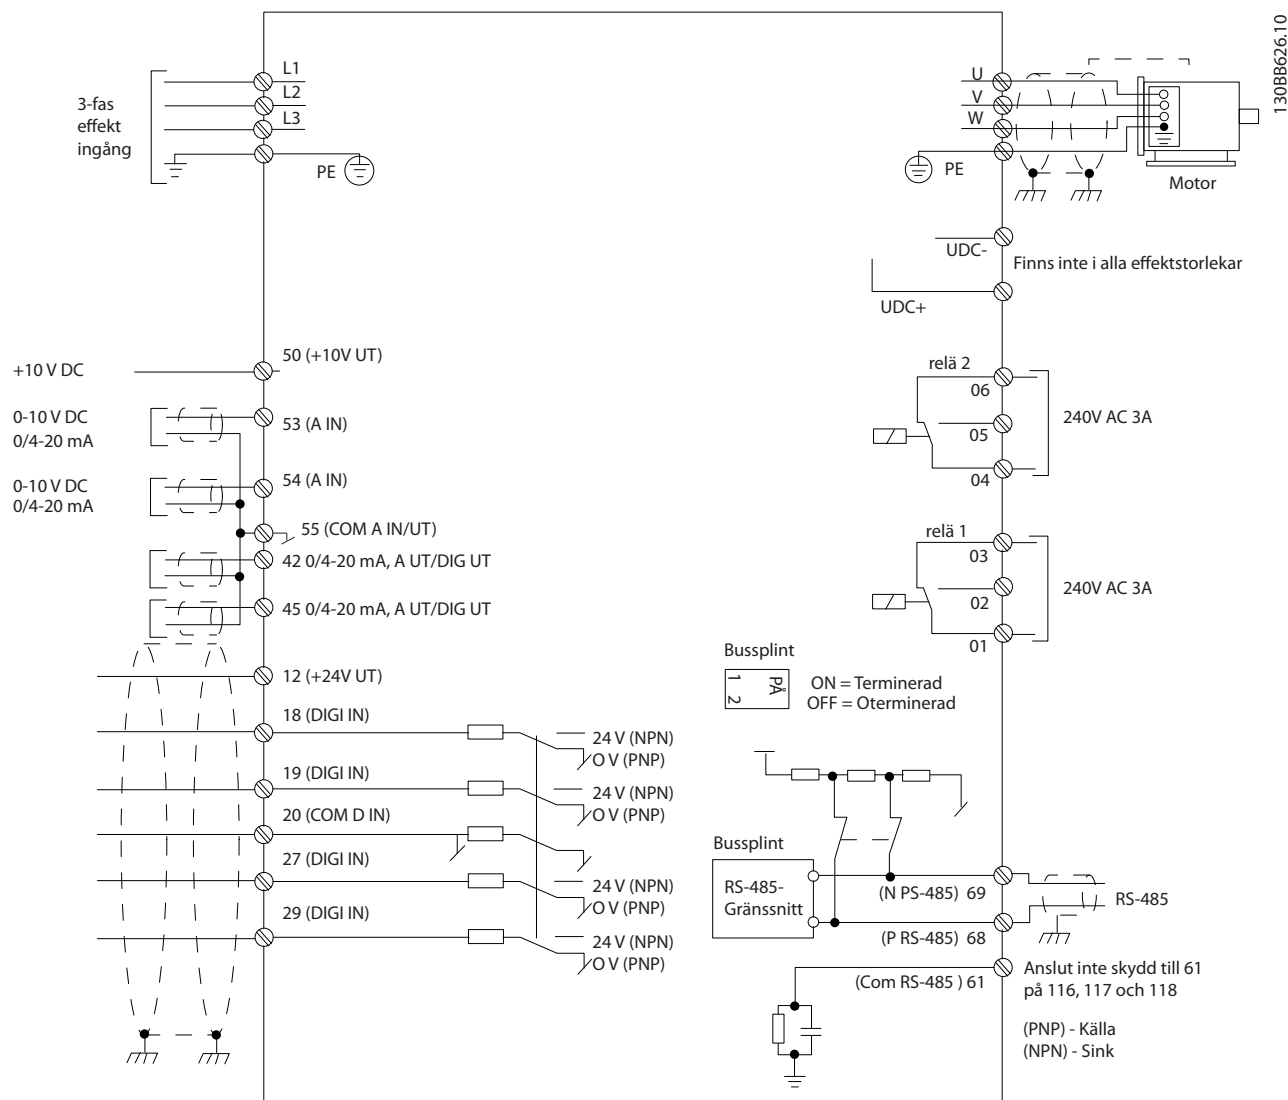 130BB626.10
3-fas
effekt
ingång
L1
L2
L3
PE
U
V
W
PE
Motor
UDC-
Finns inte i alla effektstorlekar
UDC+
+10 V DC
50 (+10V UT)
0-10 V DC
0/4-20 mA
53 (A IN)
0-10 V DC
0/4-20 mA
54 (A IN)
55 (COM A IN/UT)
42 0/4-20 mA, A UT/DIG UT
45 0/4-20 mA, A UT/DIG UT
12 (+24V UT)
18 (DIGI IN)
24 V (NPN)
O V (PNP)
19 (DIGI IN)
24 V (NPN)
O V (PNP)
20 (COM D IN)
27 (DIGI IN)
24 V (NPN)
O V (PNP)
29 (DIGI IN)
24 V (NPN)
O V (PNP)
relä 2
06
05
04
240V AC 3A
relä 1
03
02
01
240V AC 3A
Bussplint
1
2
PÅ
ON = Terminerad
OFF = Oterminerad
Bussplint
RS-485-
Gränssnitt
(N PS-485) 69
RS-485
(P RS-485) 68
(Com RS-485 ) 61
Anslut inte skydd till 61
på 116, 117 och 118
(PNP) - Källa
(NPN) - Sink